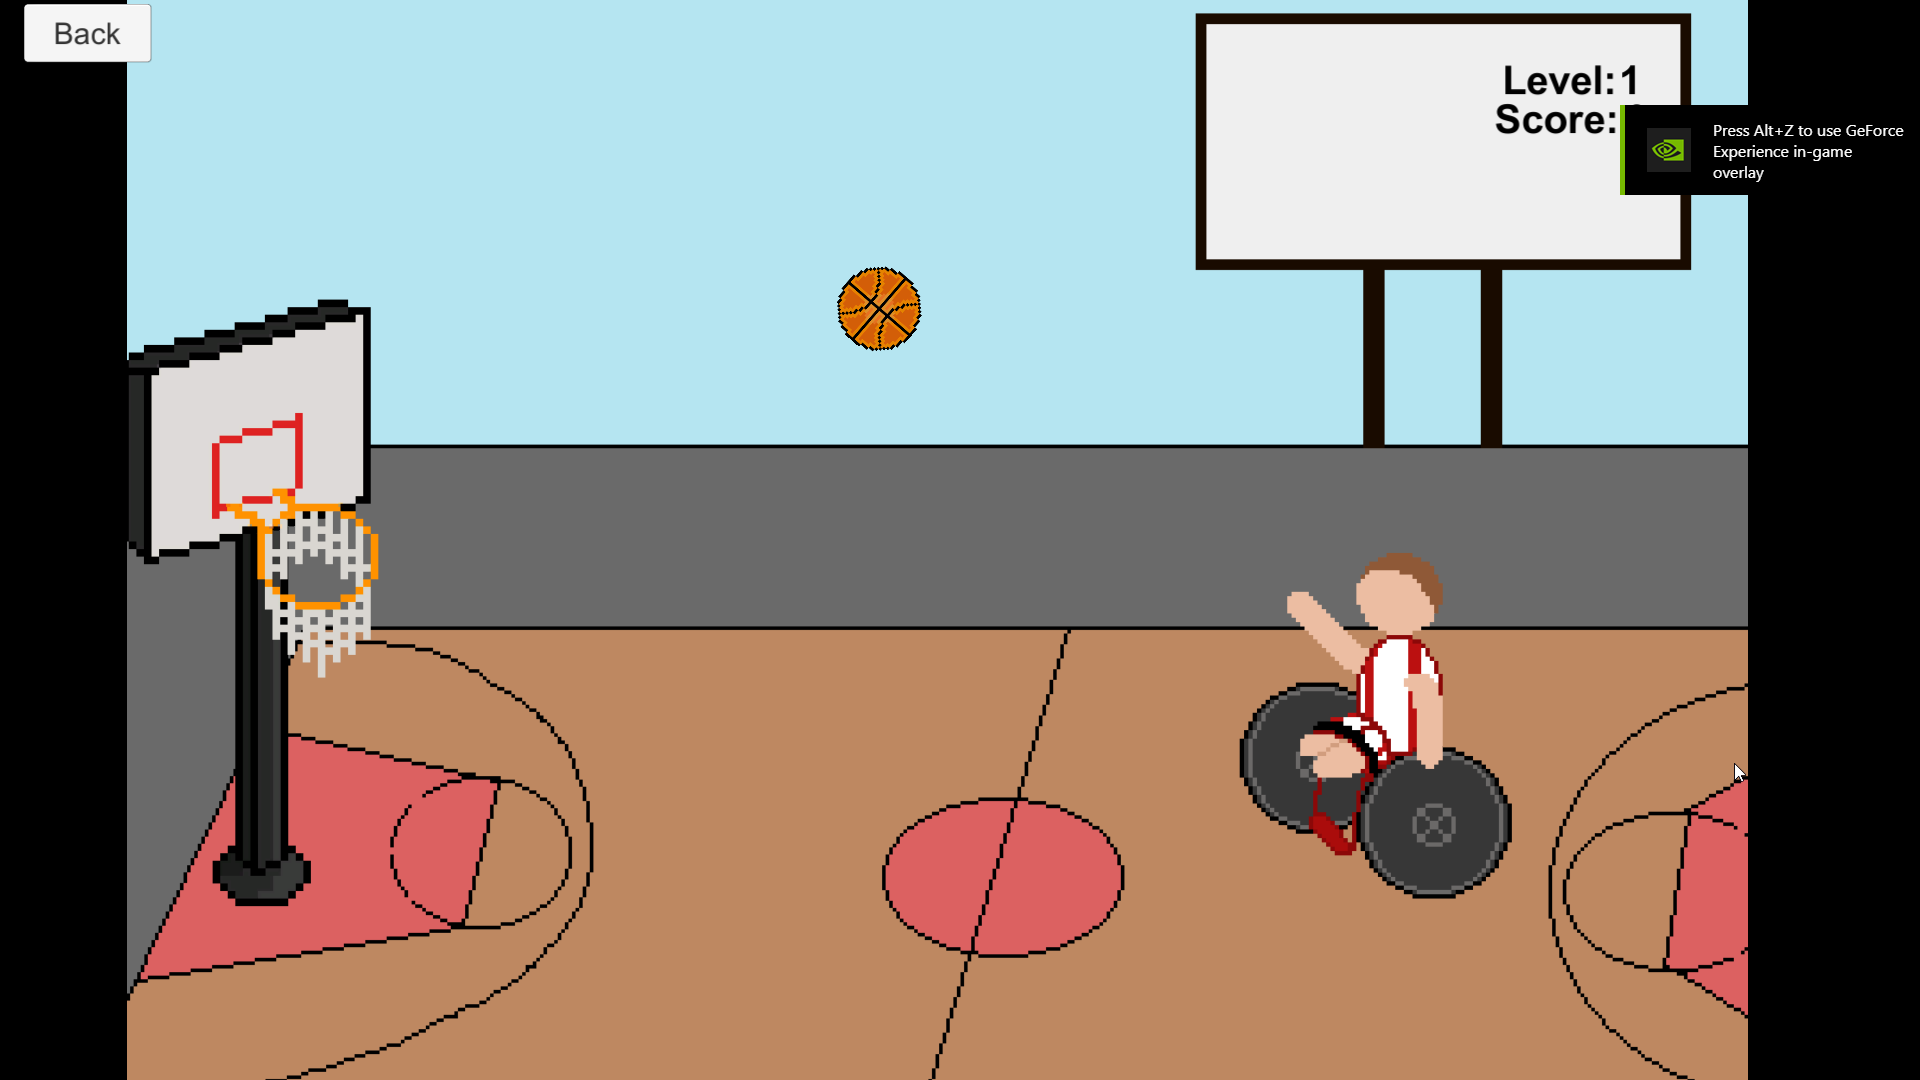 Back
Level:1
Score:
Press Alt+Z to use GeForce
Experience in-game
overlay